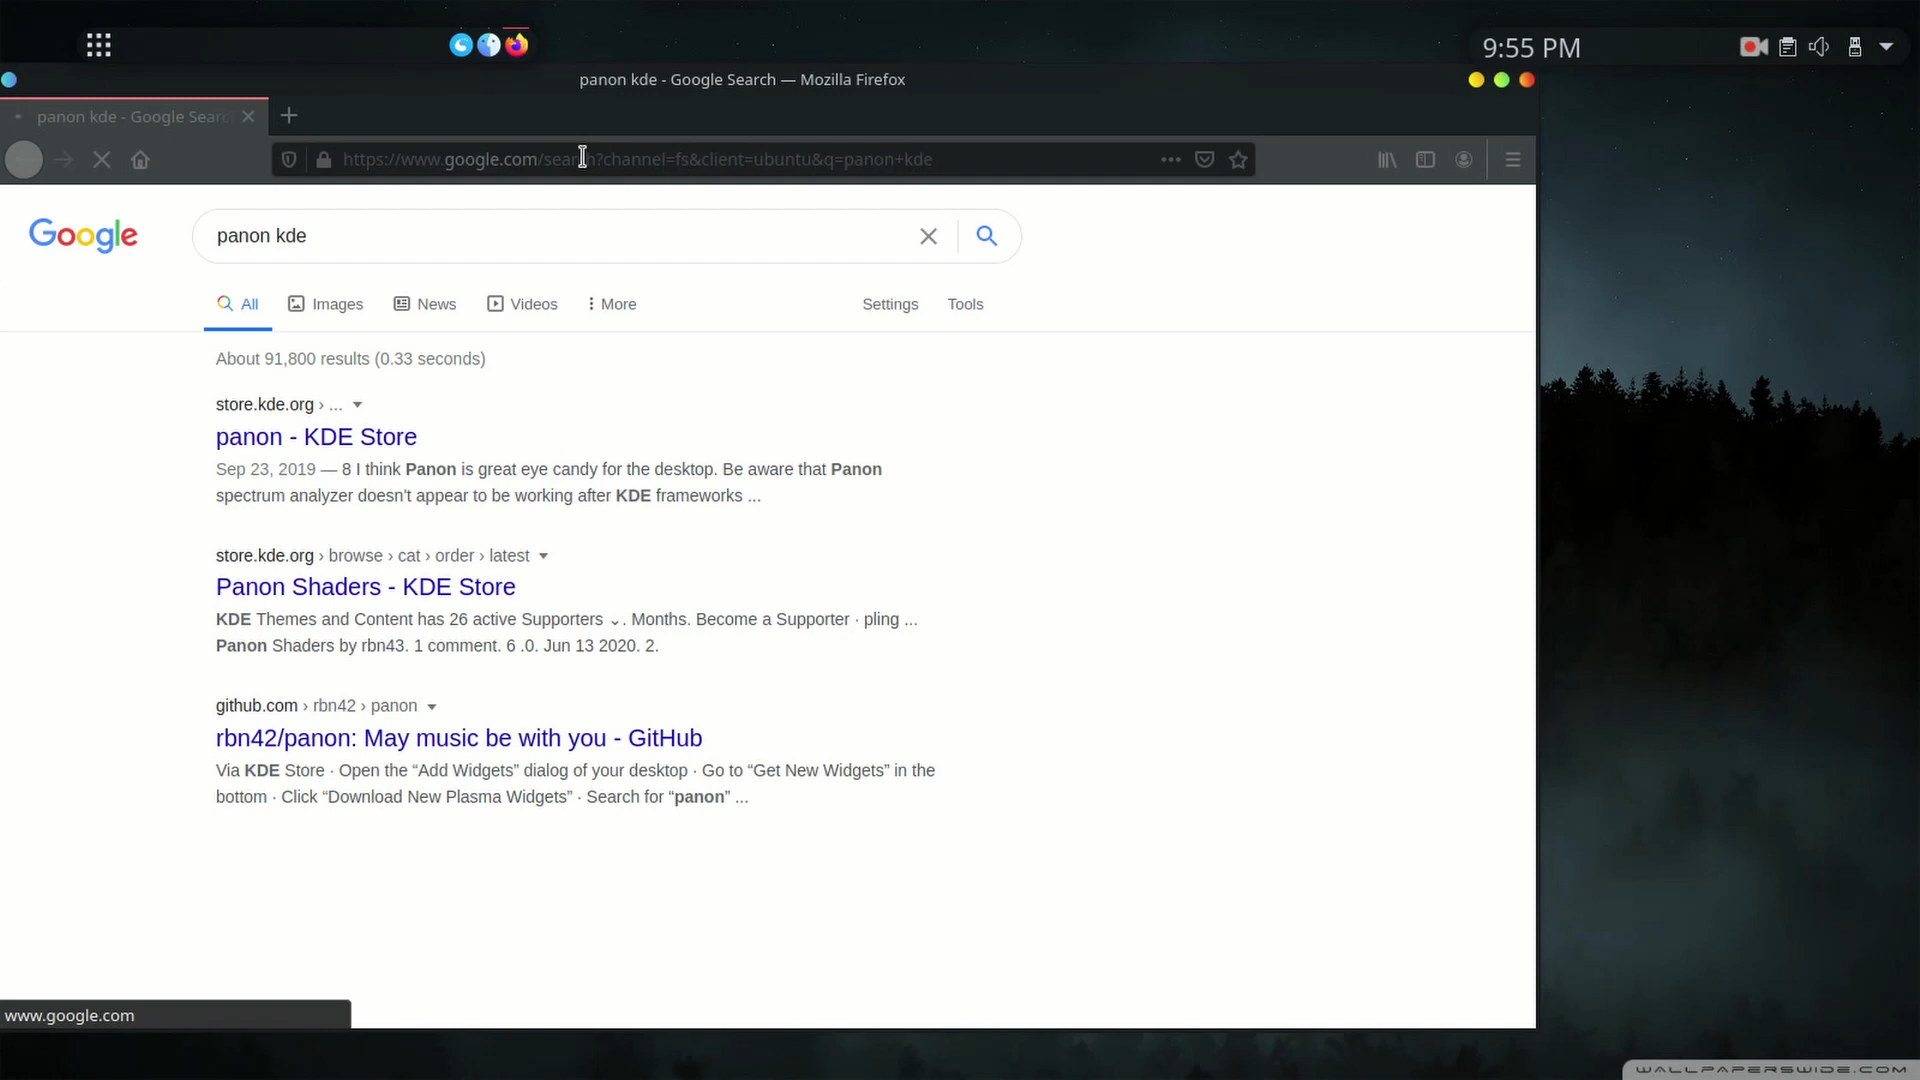 9:55 PM
panon kde - Google Search — Mozilla Firefox
panon kde - Google Searc
https://www.google.com/search?channel=fs&client=ubuntu&q=panon+kde
Google
panon kde
All Images News Videos More Settings Tools
About 91,800 results (0.33 seconds)
store.kde.org › ...
panon - KDE Store
Sep 23, 2019 — 8 I think Panon is great eye candy for the desktop. Be aware that Panon
spectrum analyzer doesn't appear to be working after KDE frameworks ...
store.kde.org › browse › cat › order › latest
Panon Shaders - KDE Store
KDE Themes and Content has 26 active Supporters ⌄. Months. Become a Supporter · pling ...
Panon Shaders by rbn43. 1 comment. 6 .0. Jun 13 2020. 2.
github.com › rbn42 › panon
rbn42/panon: May music be with you - GitHub
Via KDE Store · Open the “Add Widgets” dialog of your desktop · Go to “Get New Widgets” in the
bottom · Click “Download New Plasma Widgets” · Search for “panon” ...
www.google.com
WALLPAPERSWIDE.COM